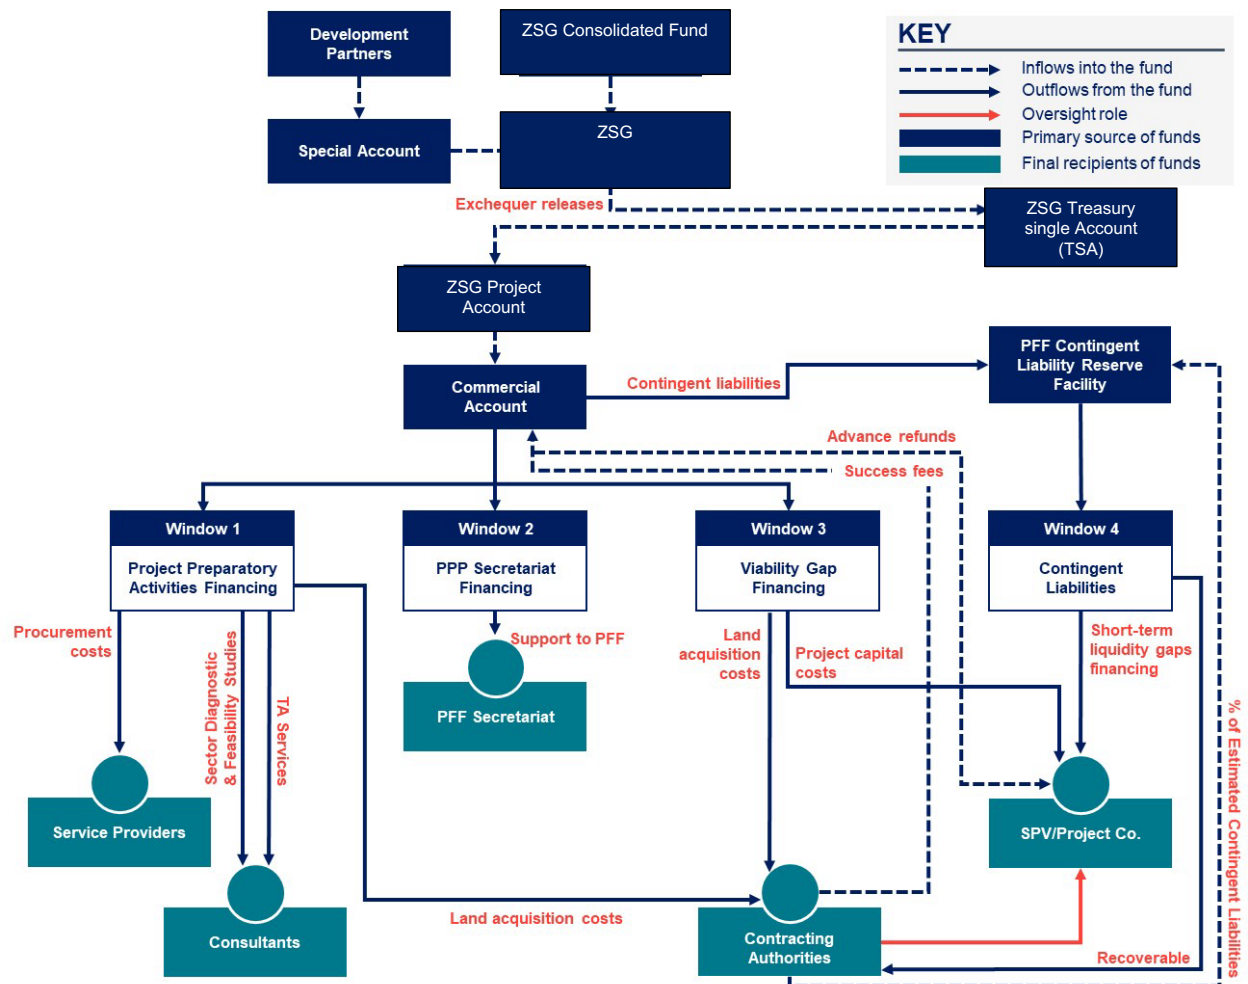 Development
Partners
ZSG Consolidated Fund
KEY
Inflows into the fund
Outflows from the fund
Oversight role
Primary source of funds
Final recipients of funds
Special Account
ZSG
Exchequer releases
ZSG Treasury
single Account
(TSA)
ZSG Project
Account
Commercial
Account
Contingent liabilities
PFF Contingent
Liability Reserve
Facility
Advance refunds
Success fees
Window 1
Project Preparatory
Activities Financing
Window 2
PPP Secretariat
Financing
Window 3
Viability Gap
Financing
Window 4
Contingent
Liabilities
Procurement
costs
Sector Diagnostic
& Feasibility Studies
TA Services
Support to PFF
Land
acquisition
costs
Project capital
costs
Short-term
liquidity gaps
financing
% of Estimated Contingent Liabilities
PFF Secretariat
Service Providers
SPV/Project Co.
Consultants
Land acquisition costs
Contracting
Authorities
Recoverable